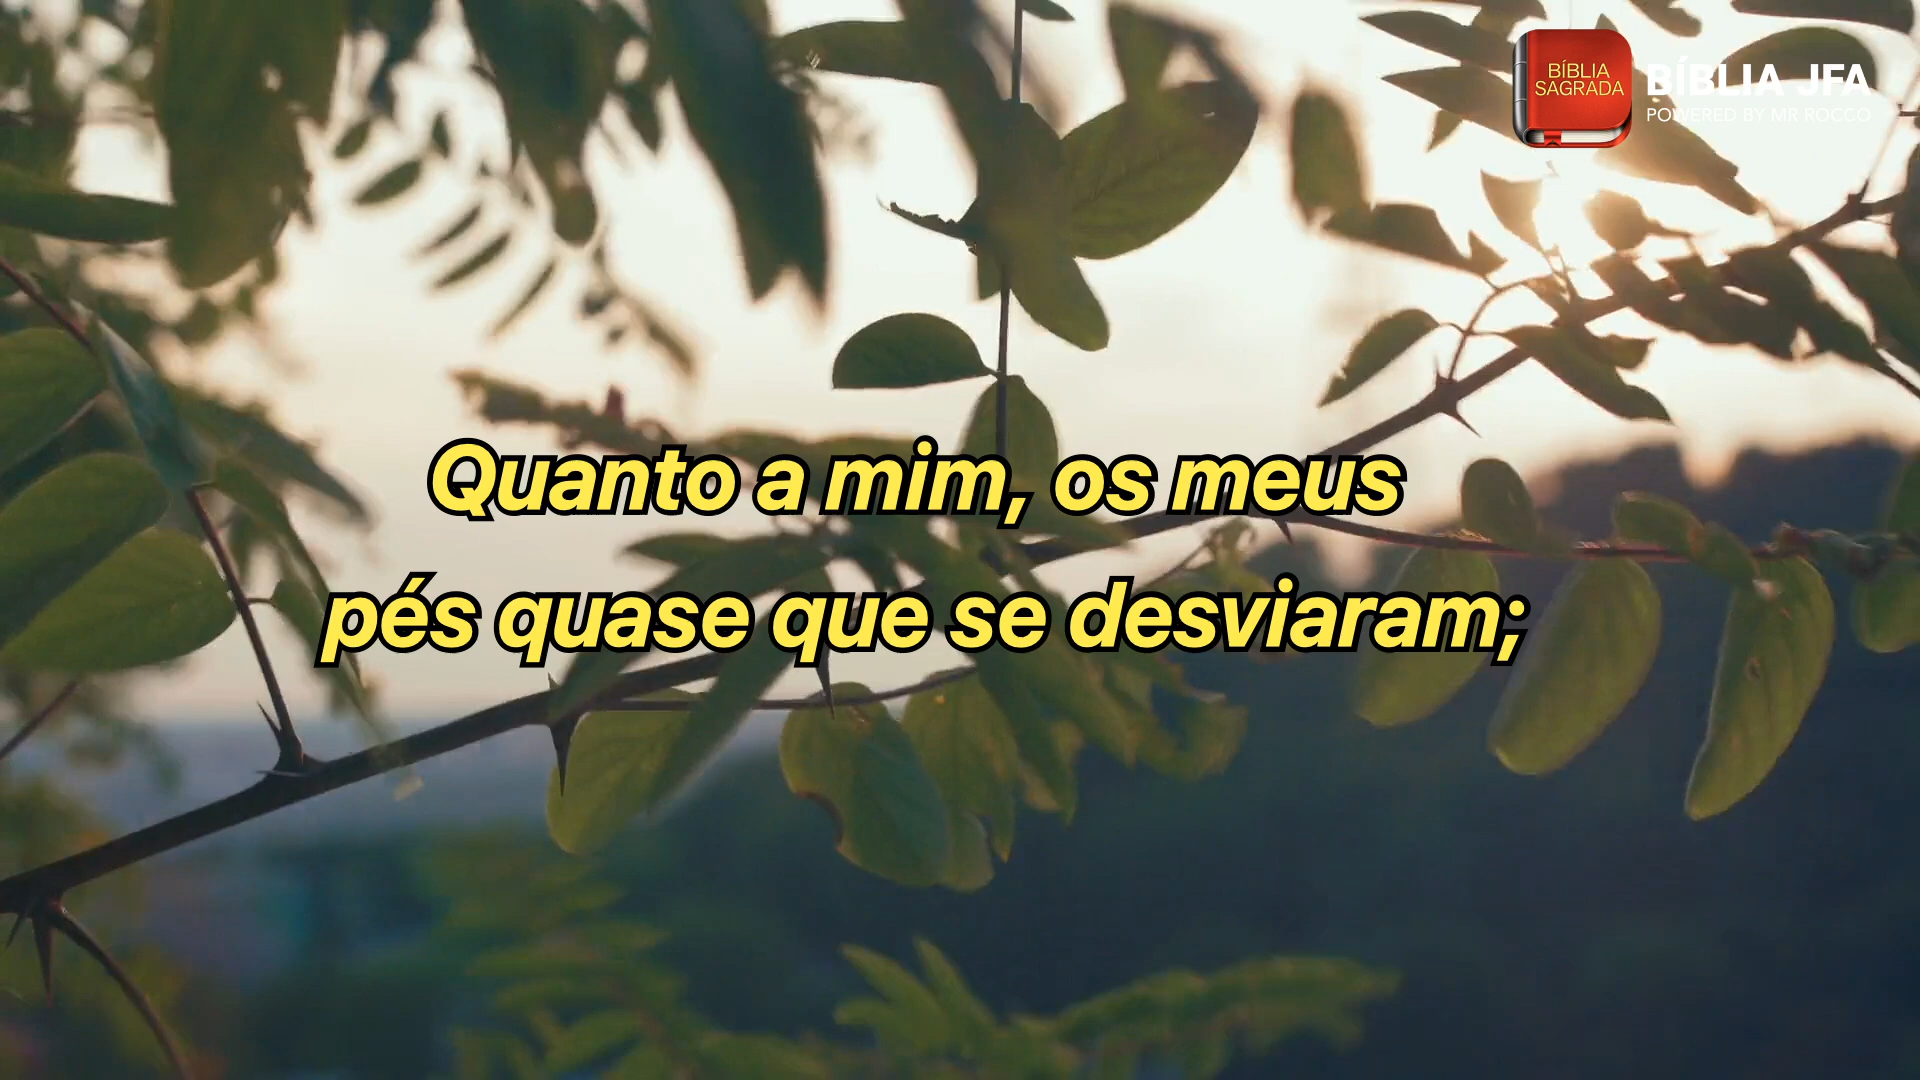 BÍBLIA
SAGRADA
BÍBLIA JFA
POWERED BY MR ROCCO
Quanto a mim, os meus
pés quase que se desviaram;